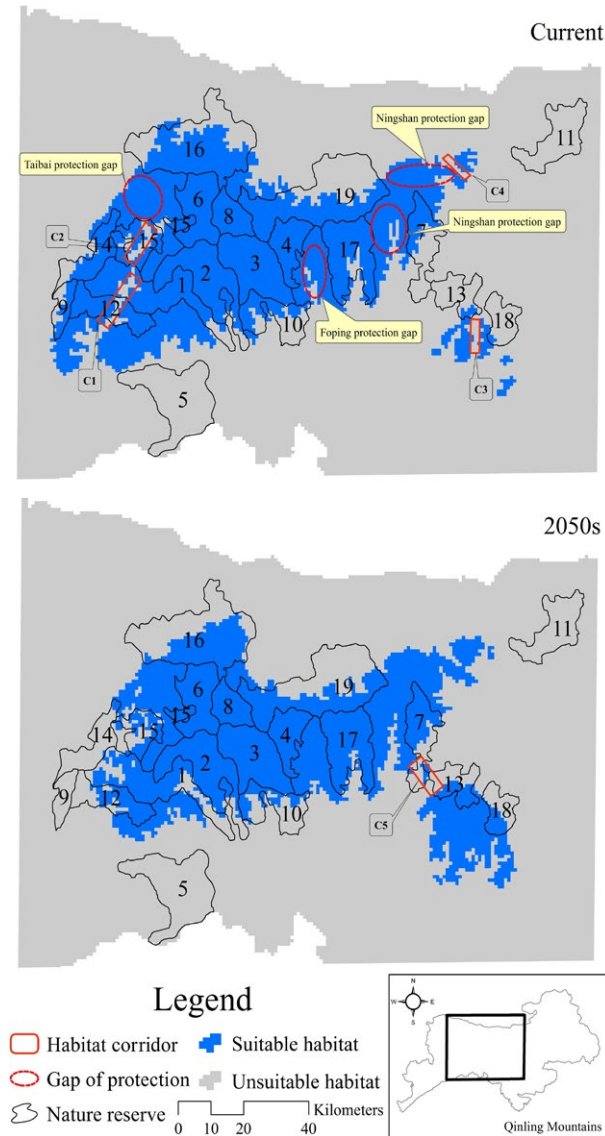 Current
Ningshan protection gap
11
16
Taibai protection gap
C4
19
6
15
8
7
C2
14
15
4
17
Ningshan protection gap
3
2
1
13
9
12
18
10
Foping protection gap
C1
C3
5
2050s
16
11
6
19
15
8
7
14
15
4
17
3
2
1
13
9
12
18
10
C5
5
Legend
Habitat corridor
Suitable habitat
Gap of protection
Unsuitable habitat
Nature reserve
Kilometers
0 10 20 40
N
W E
S
Qinling Mountains